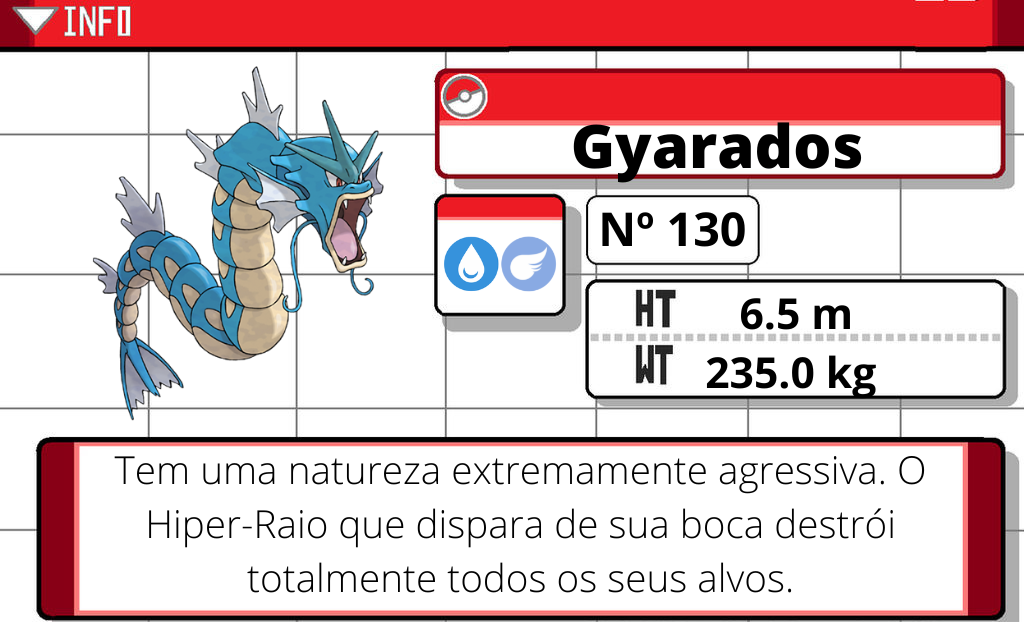 INFO
Gyarados
Nº 130
HT 6.5 m
WT 235.0 kg
Tem uma natureza extremamente agressiva. O
Hiper-Raio que dispara de sua boca destrói
totalmente todos os seus alvos.